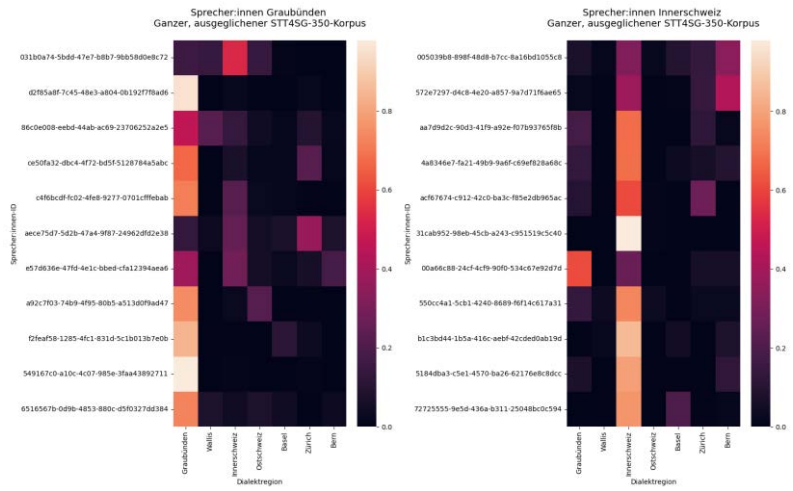 Sprecher:innen Graubünden
Ganzer, ausgeglichener STT4SG-350-Korpus
031b0a74-5bdd-47e7-b8b7-9bb58d0e8c72
d2f85a8f-7c45-48e3-a804-0b192f7f8ad6
86c0e008-eebd-44ab-ac69-23706252a2e5
ce50fa32-dbc4-4f72-bd5f-5128784a5abc
c4f6bcdf-fc02-4fe8-9277-0701cfffebab
aece75d7-5d2b-47a4-9f87-24962dfd2e38
e57d636e-47fd-4e1c-bbed-cfa12394aea6
a92c7f03-74b9-4f95-80b5-a513d0f9ad47
f2feaf58-1285-4fc1-831d-5c1b013b7e0b
549167c0-a10c-4c07-985e-3faa43892711
6516567b-0d9b-4853-880c-d5f0327dd384
Sprecher:innen-ID
Graubünden
Wallis
Innerschweiz
Ostschweiz
Basel
Zürich
Bern
Dialektregion
0.8
0.6
0.4
0.2
0.0
Sprecher:innen Innerschweiz
Ganzer, ausgeglichener STT4SG-350-Korpus
005039b8-898f-48d8-b7cc-8a16bd1055c8
572e7297-d4c8-4e20-a857-9a7d71f6ae65
aa7d9d2c-90d3-41f9-a92e-f07b93765f8b
4a8346e7-fa21-49b9-9a6f-c69ef828a68c
acf67674-c912-42c0-ba3c-f85e2db965ac
31cab952-98eb-45cb-a243-c951519c5c40
00a66c88-24cf-4cf9-90f0-534c67e92d7d
550cc4a1-5cb1-4240-8689-f6f14c617a31
b1c3bd44-1b5a-416c-aebf-42cded0ab19d
5184dba3-c5e1-4570-ba26-62176e8c8dcc
72725555-9e5d-436a-b311-25048bc0c594
Sprecher:innen-ID
Graubünden
Wallis
Innerschweiz
Ostschweiz
Basel
Zürich
Bern
Dialektregion
0.8
0.6
0.4
0.2
0.0